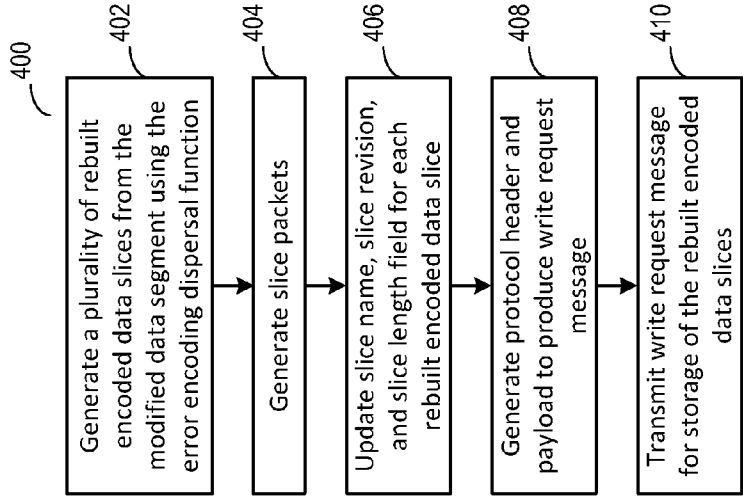 400
402
Generate a plurality of rebuilt
encoded data slices from the
modified data segment using the
error encoding dispersal function
404
Generate slice packets
406
Update slice name, slice revision,
and slice length field for each
rebuilt encoded data slice
408
Generate protocol header and
payload to produce write request
message
410
Transmit write request message
for storage of the rebuilt encoded
data slices